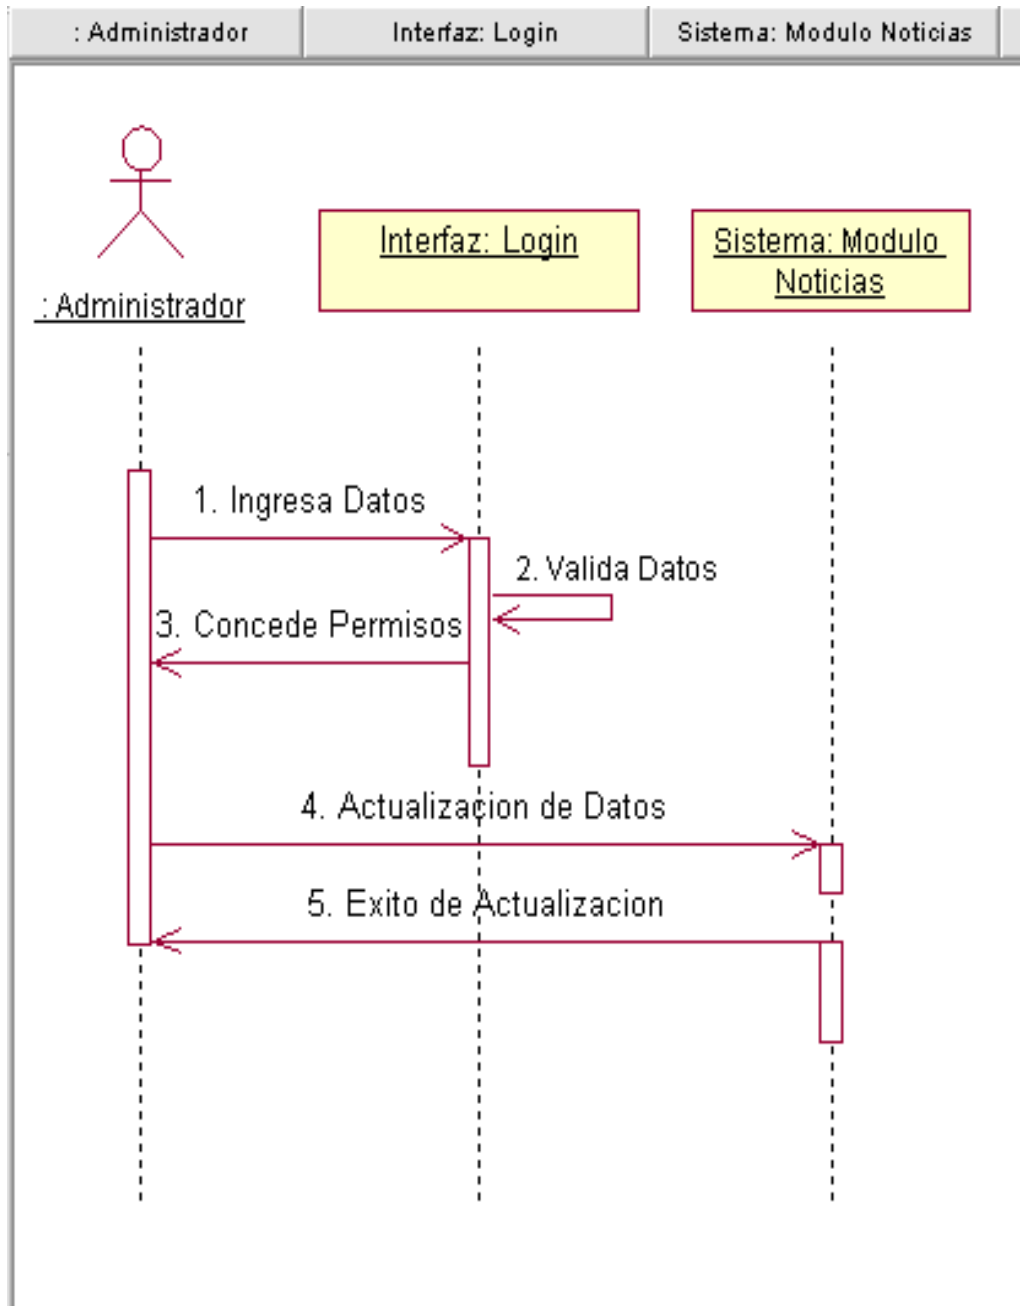 : Administrador
Interfaz: Login
Sistema: Modulo Noticias
: Administrador
Interfaz: Login
Sistema: Modulo
Noticias
1. Ingresa Datos
2. Valida Datos
3. Concede Permisos
4. Actualizacion de Datos
5. Exito de Actualizacion